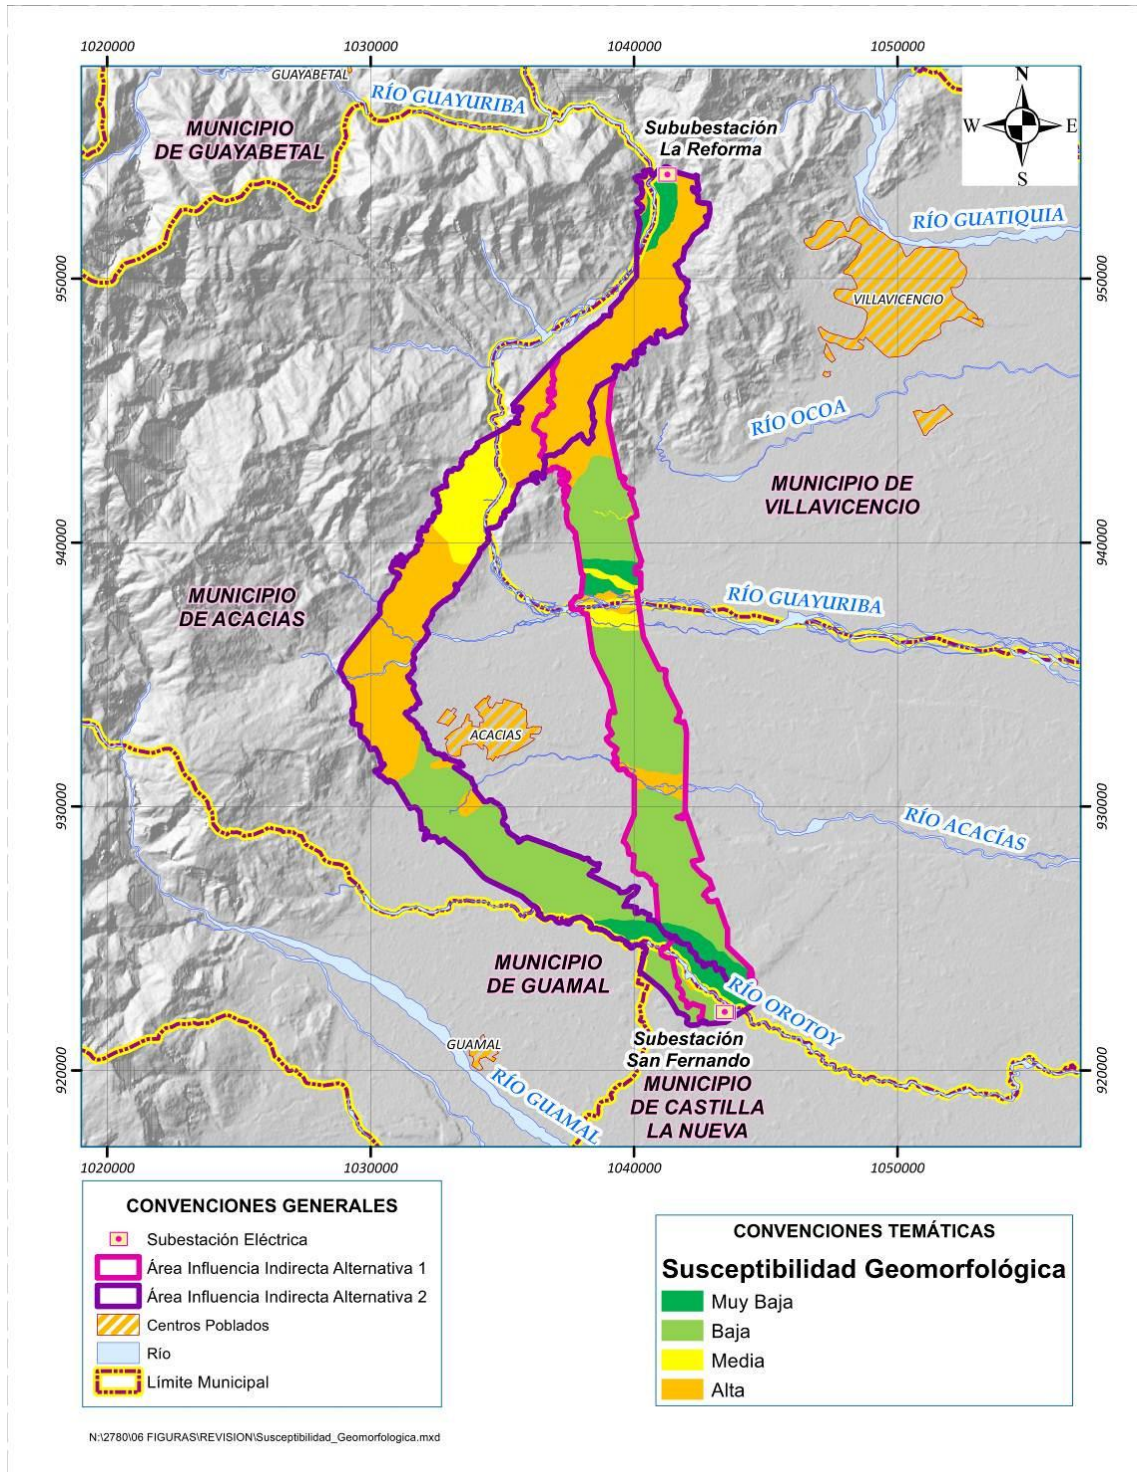 1020000
1030000
1040000
1050000
GUAYABETAL
RÍO GUAYURIBA
N
W
E
S
MUNICIPIO
DE GUAYABETAL
Sububestación
La Reforma
RÍO GUATIQUIA
950000
950000
VILLAVICENCIO
RÍO OCOA
MUNICIPIO DE
VILLAVICENCIO
940000
940000
MUNICIPIO
DE ACACIAS
RÍO GUAYURIBA
ACACIAS
930000
930000
RÍO ACACÍAS
MUNICIPIO
DE GUAMAL
RÍO OROTOY
GUAMAL
Subestación
San Fernando
920000
920000
RÍO GUAMAL
MUNICIPIO
DE CASTILLA
LA NUEVA
1020000
1030000
1040000
1050000
CONVENCIONES GENERALES
Subestación Eléctrica
Área Influencia Indirecta Alternativa 1
Área Influencia Indirecta Alternativa 2
Centros Poblados
Río
Límite Municipal
CONVENCIONES TEMÁTICAS
Susceptibilidad Geomorfológica
Muy Baja
Baja
Media
Alta
N:\2780\06 FIGURAS\REVISION\Susceptibilidad_Geomorfologica.mxd